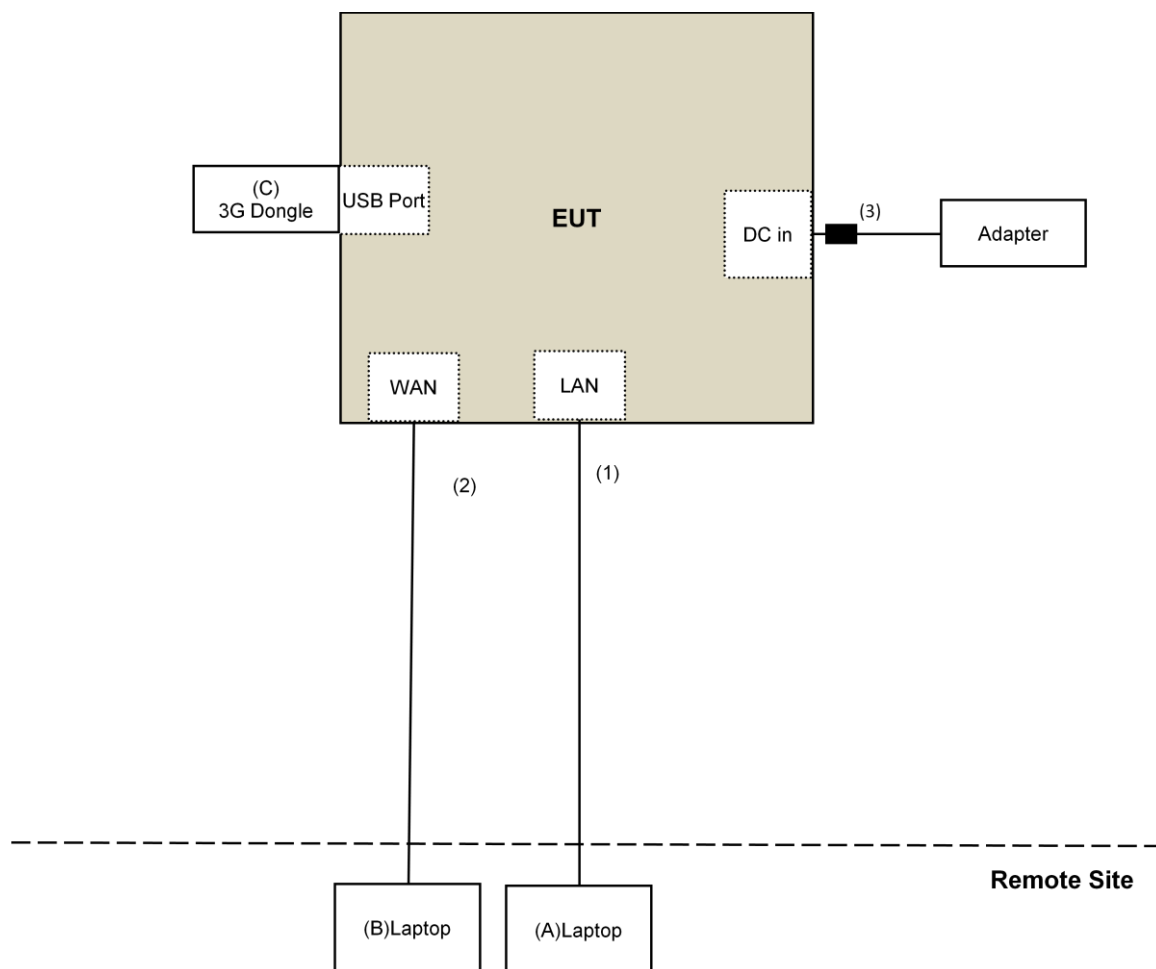 (C)
3G Dongle
USB Port
EUT
DC in
(3)
Adapter
WAN
LAN
(2)
(1)
Remote Site
(B)Laptop
(A)Laptop